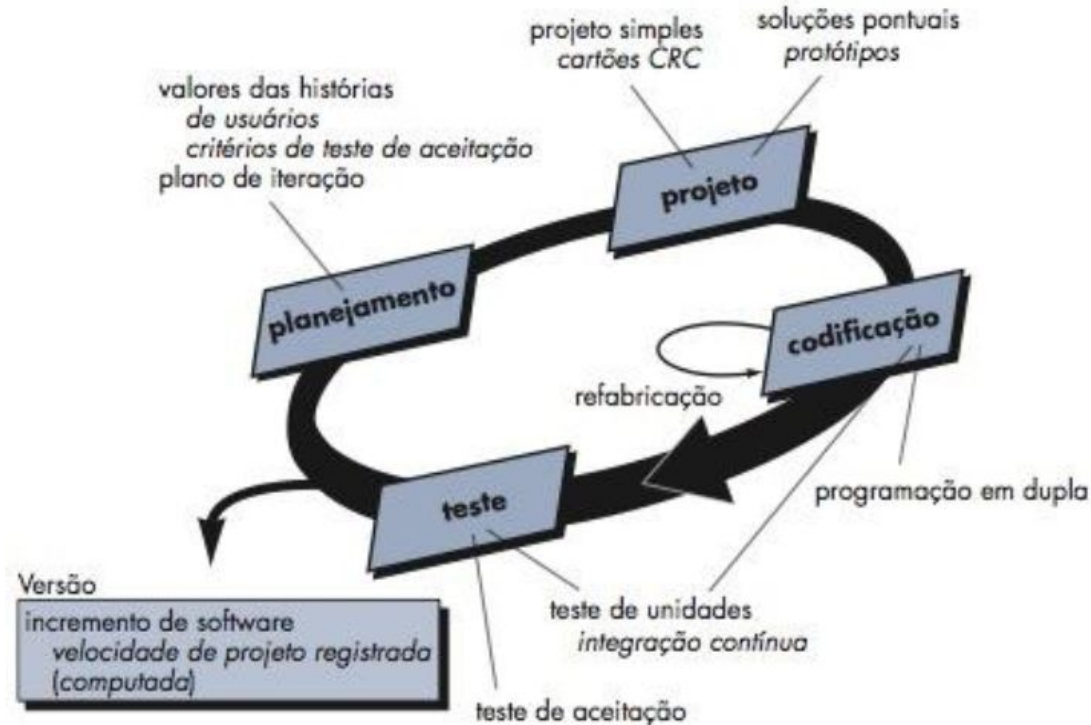 projeto simples
cartões CRC
soluções pontuais
protótipos
valores das histórias
de usuários
critérios de teste de aceitação
plano de iteração
projeto
planejamento
codificação
refabricação
programação em dupla
teste
teste de unidades
integração contínua
teste de aceitação
Versão
incremento de software
velocidade de projeto registrada
(computada)